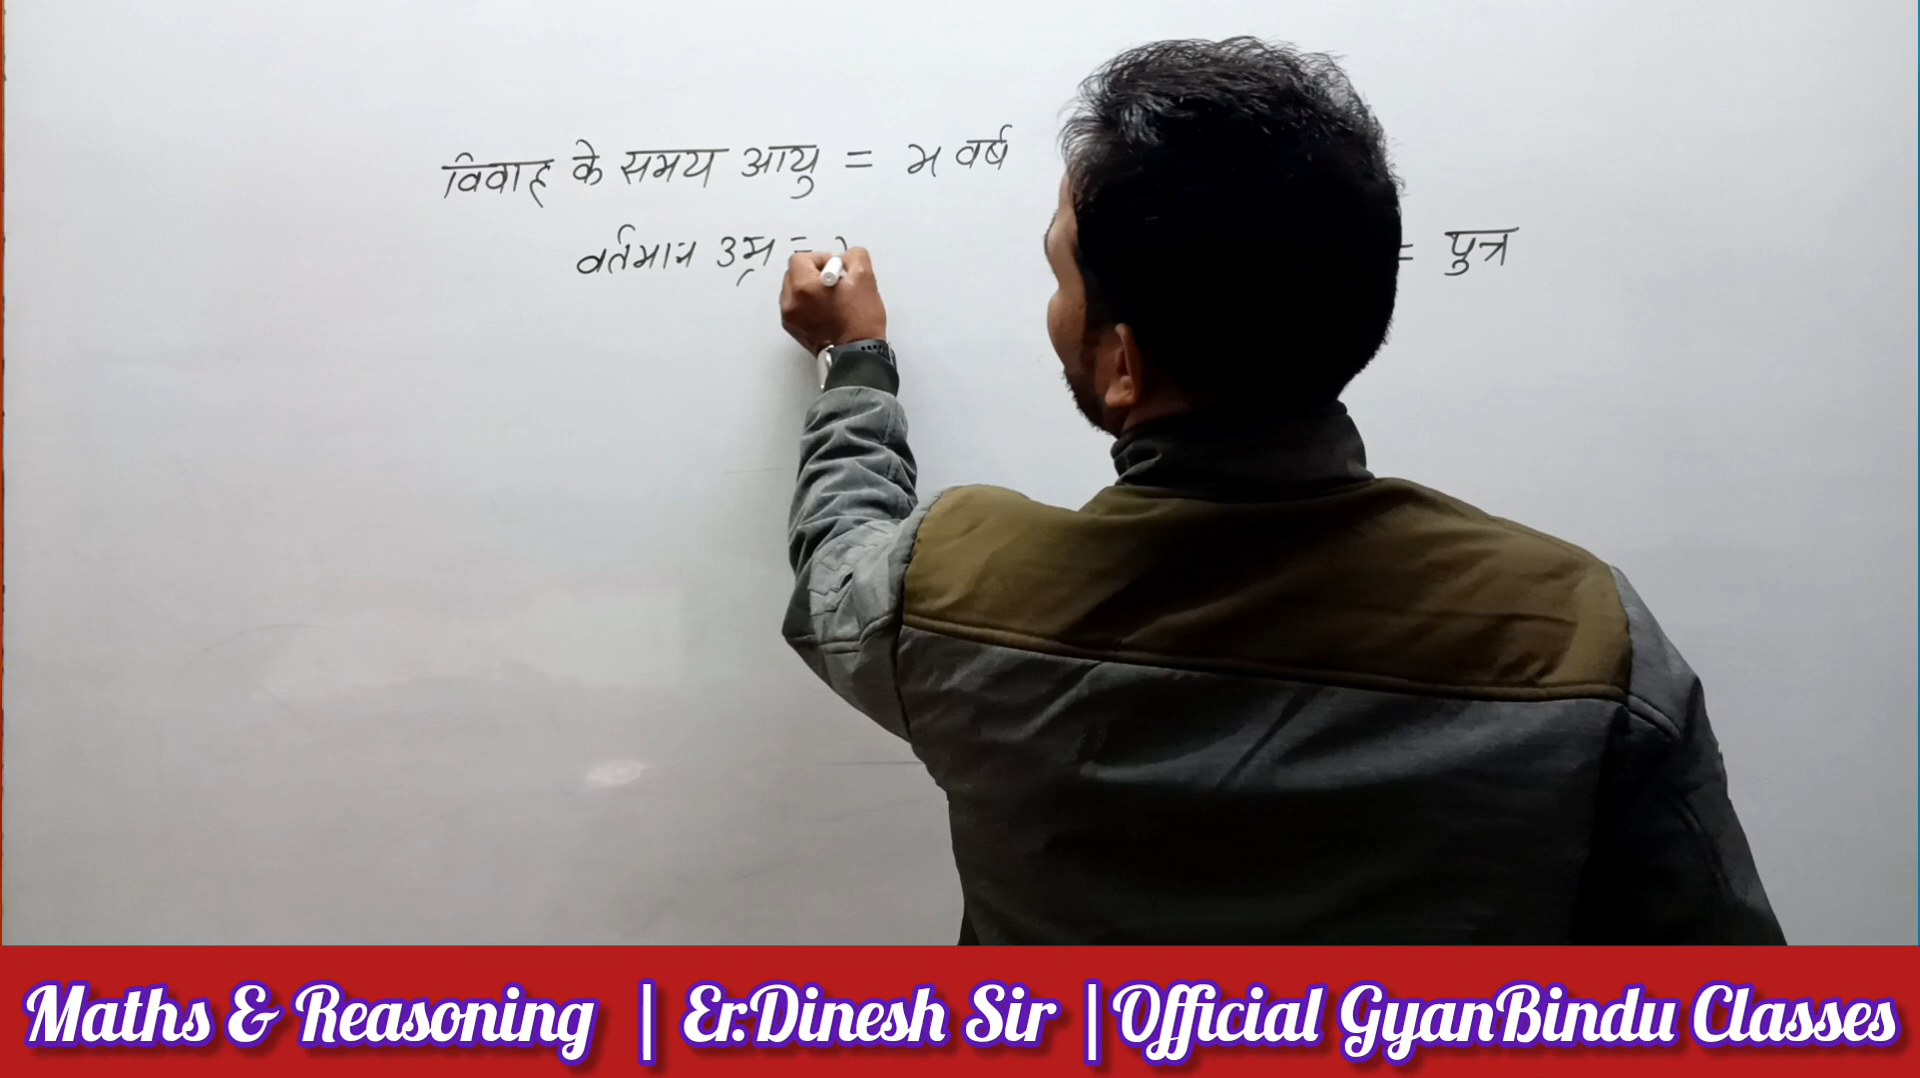 विवाह के समय आयु = x वर्ष
वर्तमान उम्र =
= पुत्र
Maths & Reasoning | Er.Dinesh Sir | Official GyanBindu Classes